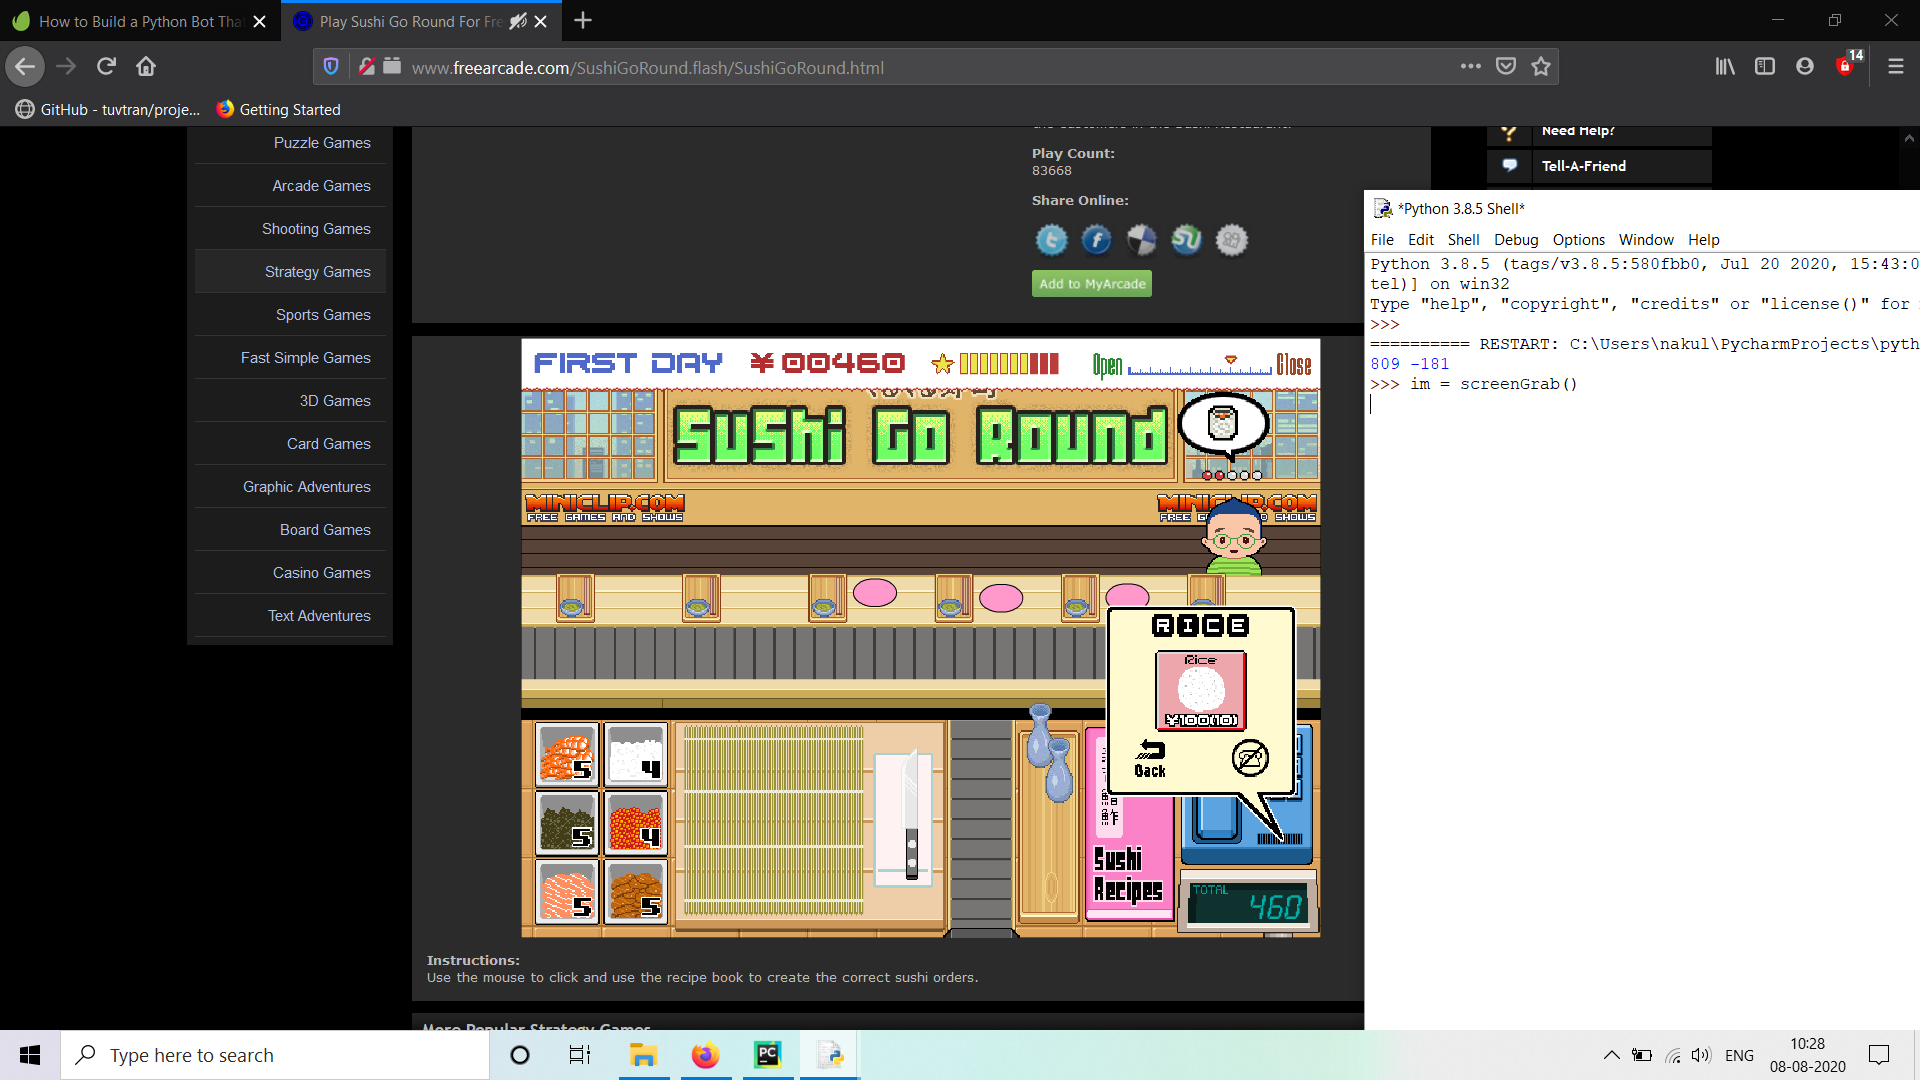 How to Build a Python Bot Tha
Play Sushi Go Round For Fre
www.freearcade.com/SushiGoRound.flash/SushiGoRound.html
14
GitHub - tuvtran/proje...
Getting Started
Puzzle Games
Arcade Games
Shooting Games
Strategy Games
Sports Games
Fast Simple Games
3D Games
Card Games
Graphic Adventures
Board Games
Casino Games
Text Adventures
Play Count:
83668
Share Online:
Add to MyArcade
Need Help?
Tell-A-Friend
*Python 3.8.5 Shell*
File Edit Shell Debug Options Window Help
Python 3.8.5 (tags/v3.8.5:580fbb0, Jul 20 2020, 15:43:0
tel)] on win32
Type "help", "copyright", "credits" or "license()" for
>>>
========== RESTART: C:\Users\nakul\PycharmProjects\pyth
809 -181
>>> im = screenGrab()
FIRST DAY ¥00460 Open Close
Sushi Go Round
MINICLIP.COM
FREE GAMES AND SHOWS
MINICLIP.COM
FREE SHOWS
RICE
Rice
¥100(10)
Back
5 4
5 4
5 5
Sushi
Recipes
TOTAL
460
Instructions:
Use the mouse to click and use the recipe book to create the correct sushi orders.
More Popular Strategy Games
Type here to search
PC
ENG
10:28
08-08-2020